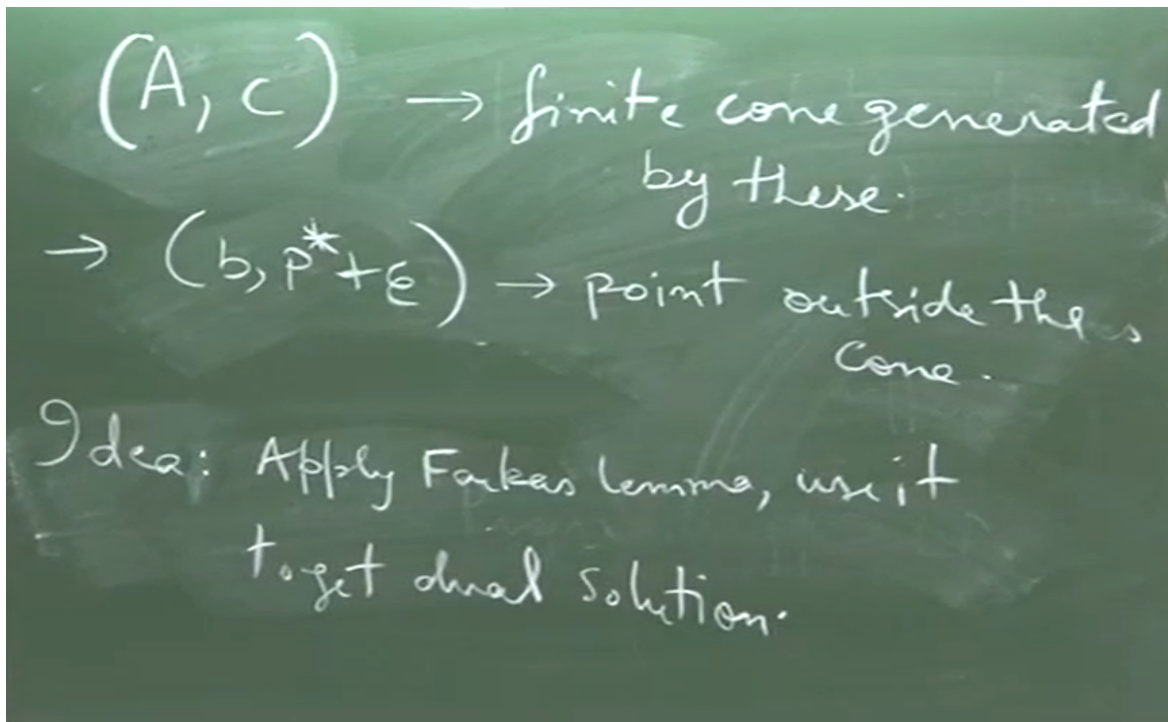 (A, c) → finite cone generated
by these.
→ (b, p*+ε) → point outside the
cone.
Idea: Apply Farkas lemma, use it
to get dual solution.